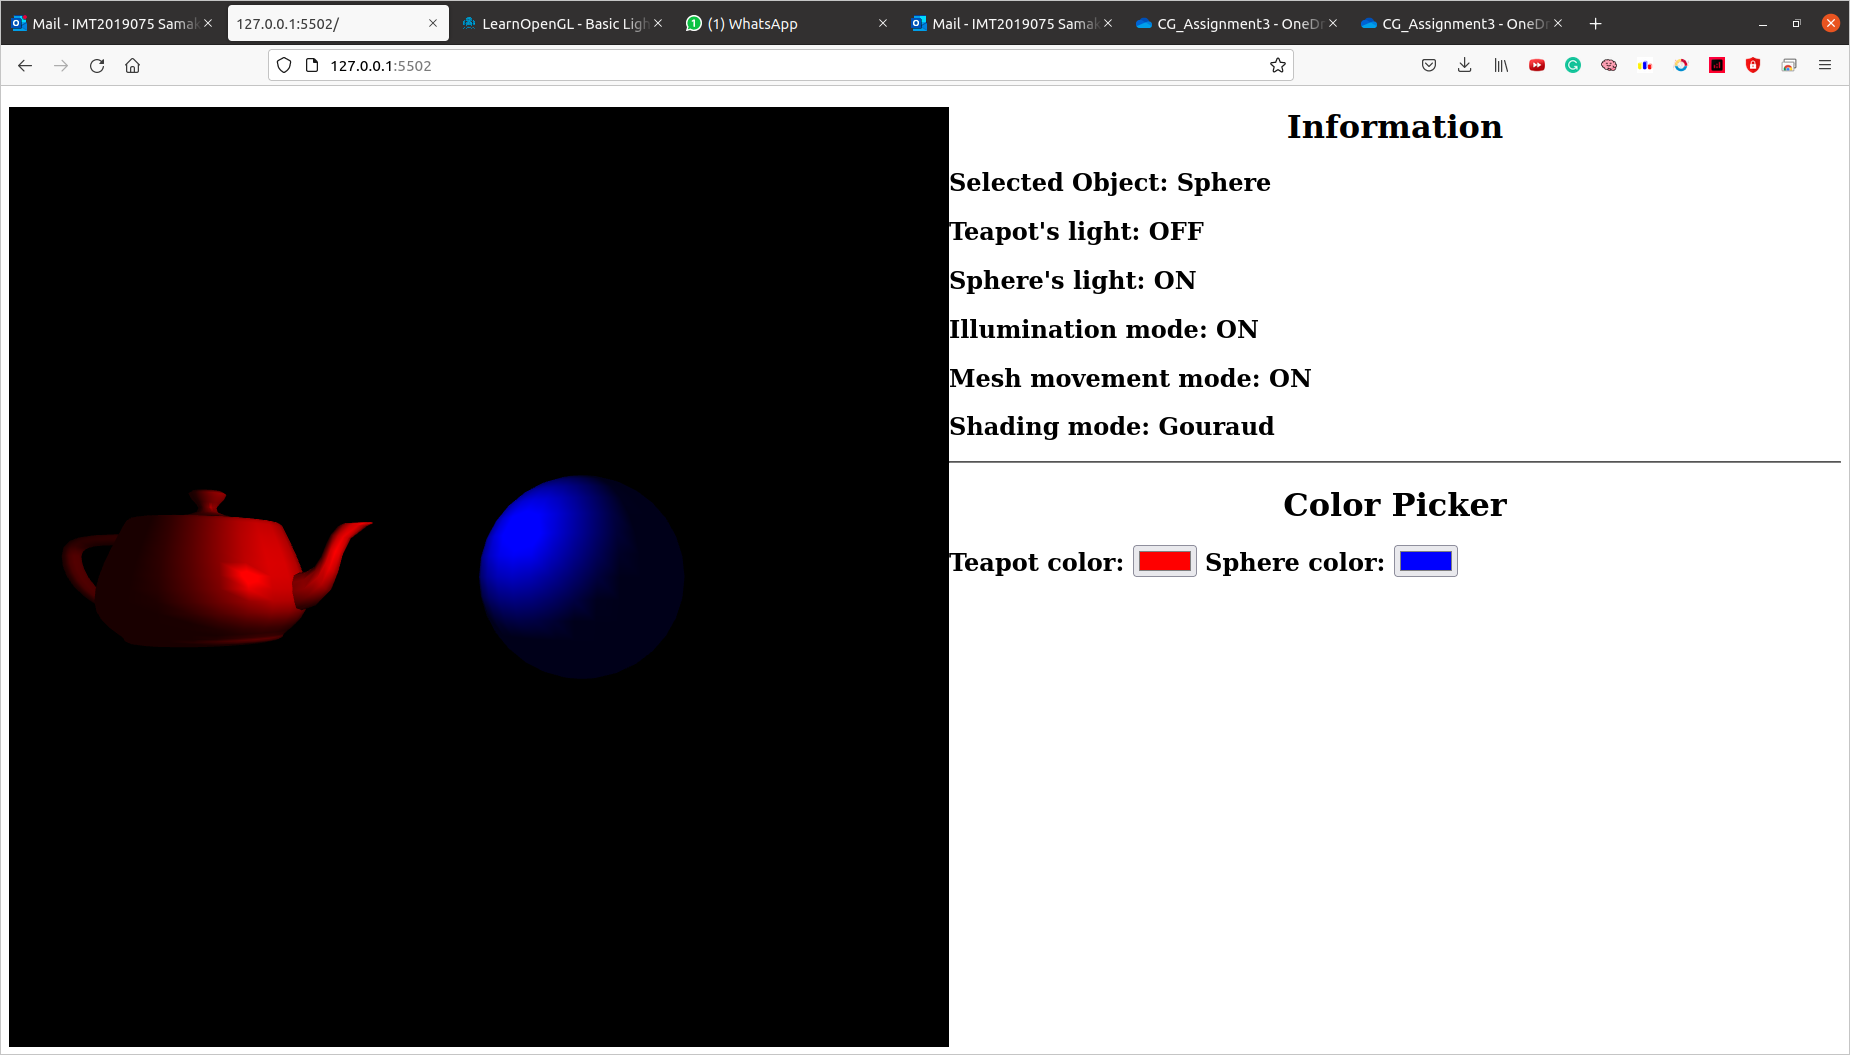 Mail - IMT2019075 Samak
127.0.0.1:5502/
LearnOpenGL - Basic Ligh
(1) WhatsApp
Mail - IMT2019075 Samak
CG_Assignment3 - OneDr
CG_Assignment3 - OneDr
127.0.0.1:5502
Information
Selected Object: Sphere
Teapot's light: OFF
Sphere's light: ON
Illumination mode: ON
Mesh movement mode: ON
Shading mode: Gouraud
Color Picker
Teapot color: Sphere color: